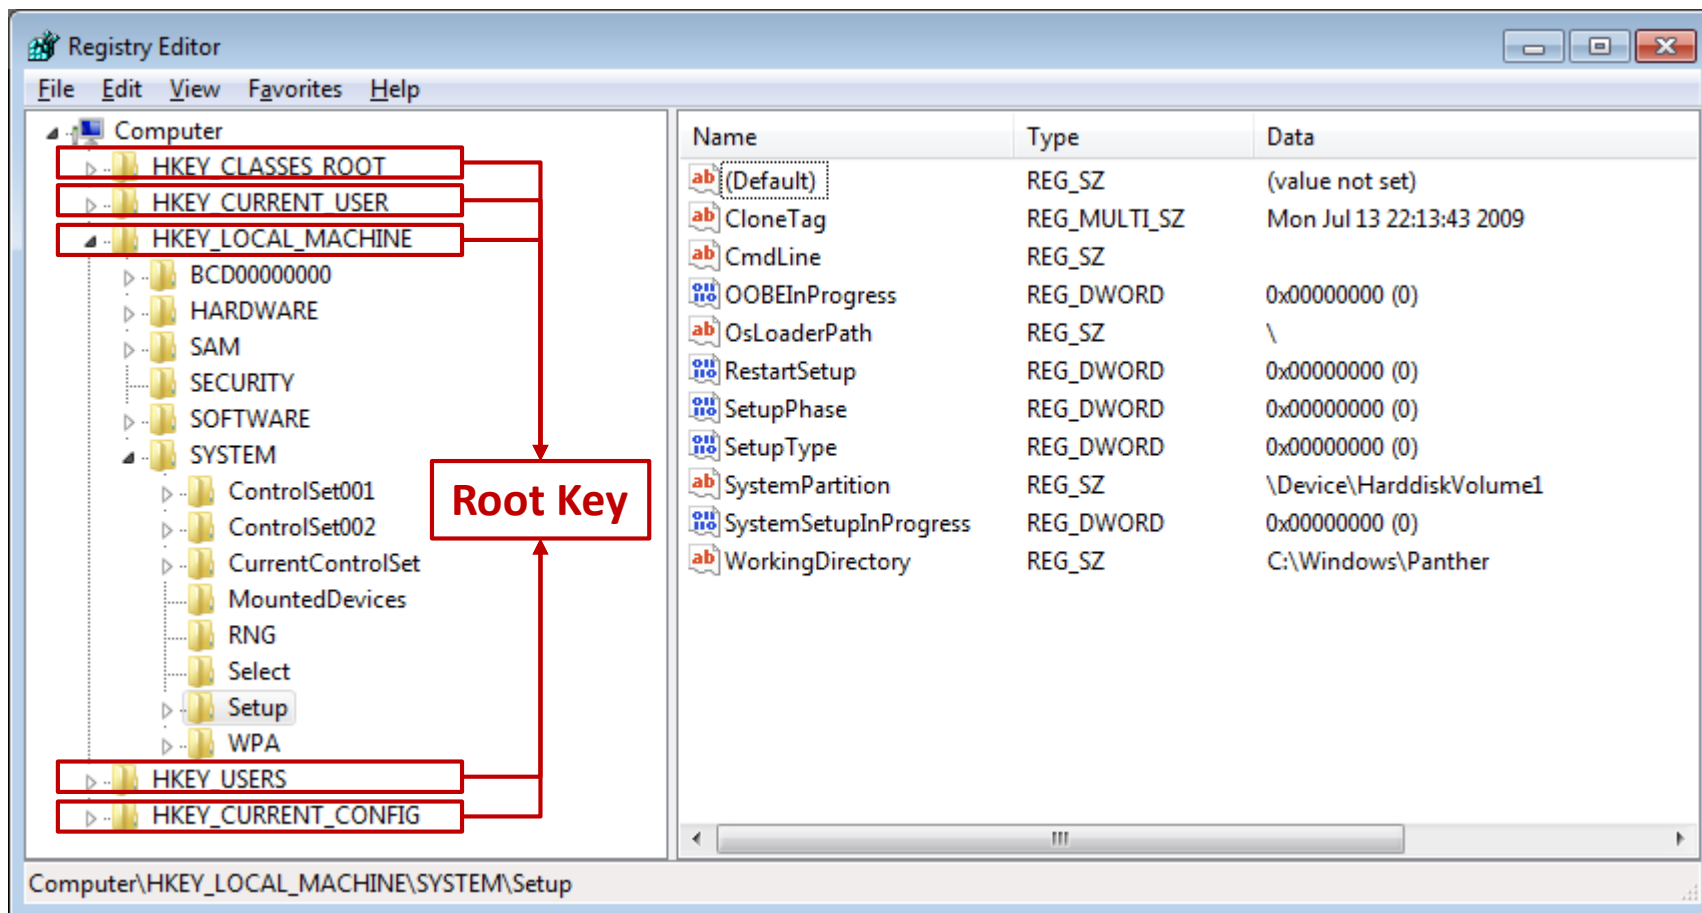 Registry Editor
File Edit View Favorites Help
Computer
HKEY_CLASSES_ROOT
HKEY_CURRENT_USER
HKEY_LOCAL_MACHINE
BCD00000000
HARDWARE
SAM
SECURITY
SOFTWARE
SYSTEM
ControlSet001
ControlSet002
CurrentControlSet
MountedDevices
RNG
Select
Setup
WPA
HKEY_USERS
HKEY_CURRENT_CONFIG
Root Key
Name Type Data
(Default) REG_SZ (value not set)
CloneTag REG_MULTI_SZ Mon Jul 13 22:13:43 2009
CmdLine REG_SZ
OOBEInProgress REG_DWORD 0x00000000 (0)
OsLoaderPath REG_SZ \
RestartSetup REG_DWORD 0x00000000 (0)
SetupPhase REG_DWORD 0x00000000 (0)
SetupType REG_DWORD 0x00000000 (0)
SystemPartition REG_SZ \Device\HarddiskVolume1
SystemSetupInProgress REG_DWORD 0x00000000 (0)
WorkingDirectory REG_SZ C:\Windows\Panther
Computer\HKEY_LOCAL_MACHINE\SYSTEM\Setup